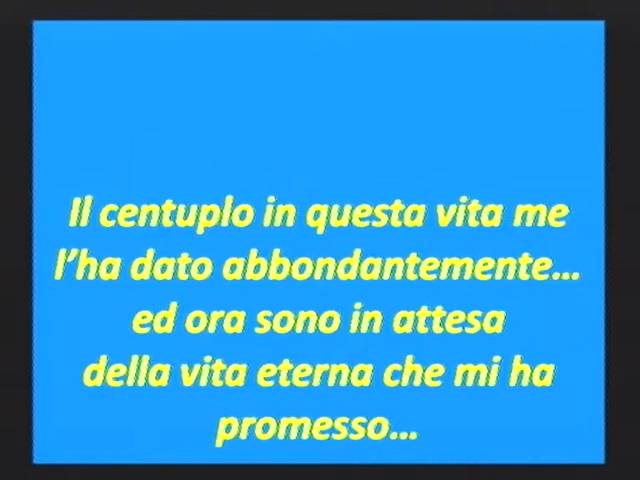 Il centuplo in questa vita me
l'ha dato abbondantemente...
ed ora sono in attesa
della vita eterna che mi ha
promesso...